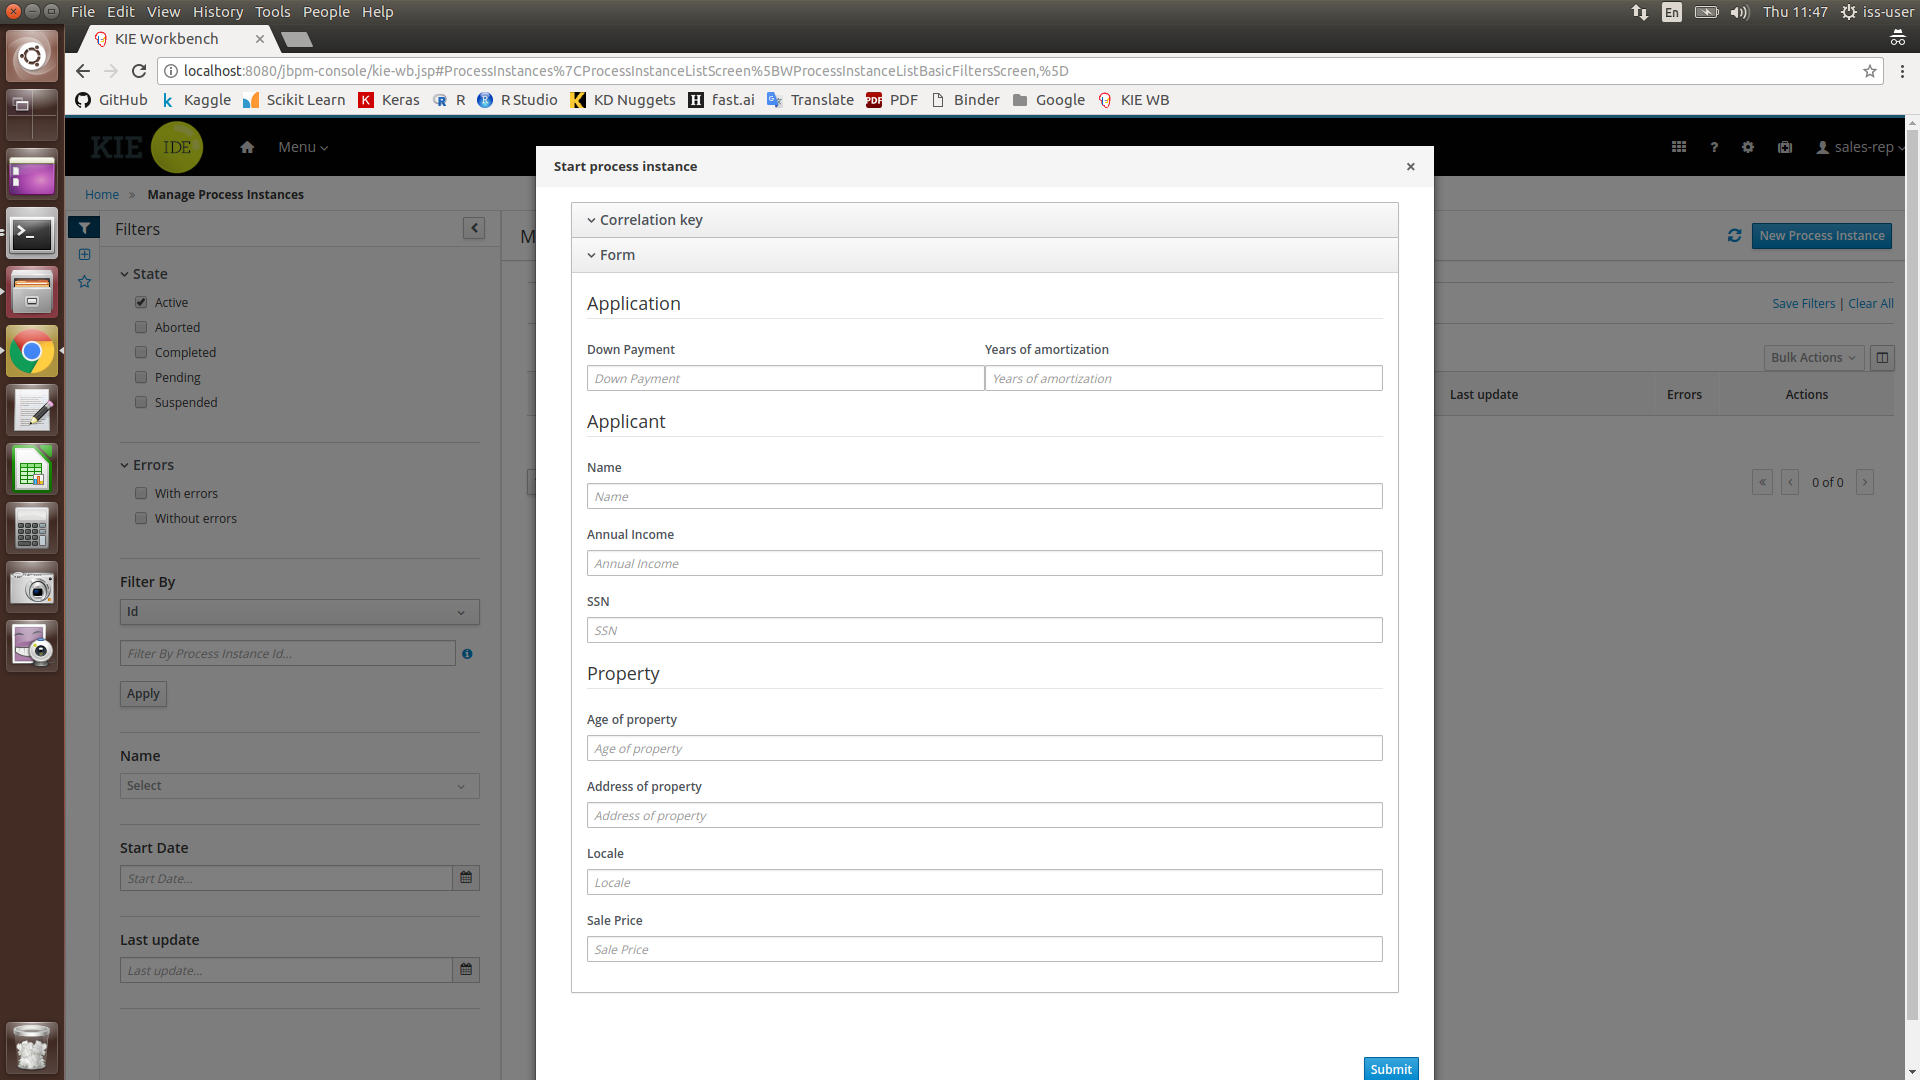 File Edit View History Tools People Help
En
Thu 11:47
iss-user
KIE Workbench
localhost:8080/jbpm-console/kie-wb.jsp#ProcessInstances%7CProcessInstanceListScreen%5BWProcessInstanceListBasicFiltersScreen,%5D
GitHub Kaggle Scikit Learn Keras R R Studio KD Nuggets fast.ai Translate PDF Binder Google KIE WB
KIE IDE
Menu
sales-rep
Home » Manage Process Instances
Filters
New Process Instance
State
Active
Aborted
Completed
Pending
Suspended
Errors
With errors
Without errors
Filter By
Id
Filter By Process Instance Id...
Apply
Name
Select
Start Date
Start Date...
Last update
Last update...
M
Save Filters | Clear All
Bulk Actions
Last update Errors Actions
0 of 0
Start process instance
Correlation key
Form
Application
Down Payment Years of amortization
Down Payment Years of amortization
Applicant
Name
Name
Annual Income
Annual Income
SSN
SSN
Property
Age of property
Age of property
Address of property
Address of property
Locale
Locale
Sale Price
Sale Price
Submit